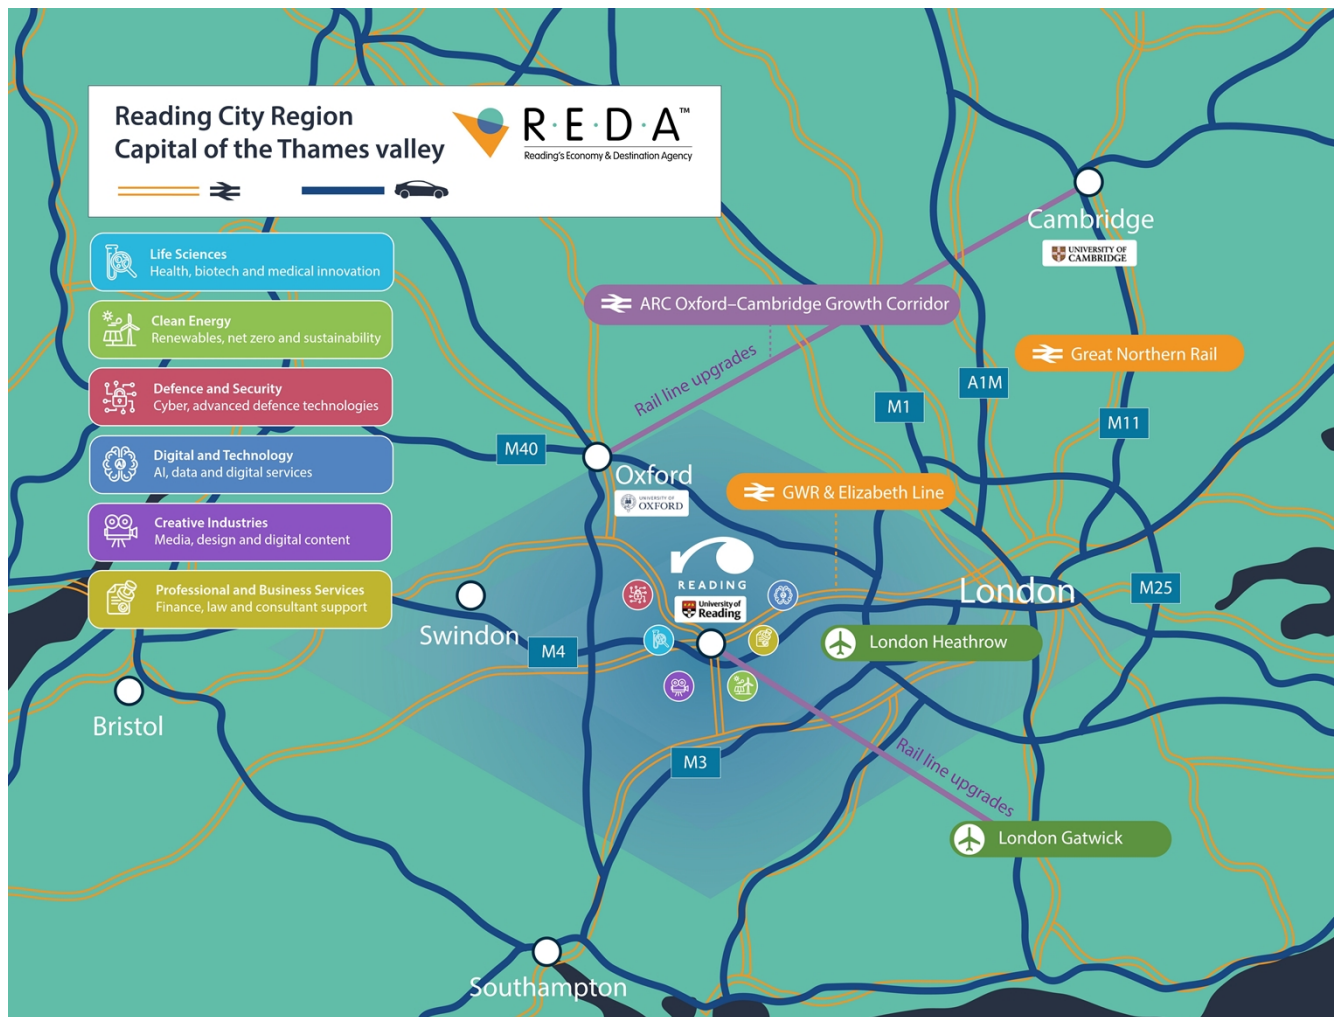 Reading City Region
Capital of the Thames valley
R·E·D·A™
Reading's Economy & Destination Agency
Life Sciences
Health, biotech and medical innovation
Clean Energy
Renewables, net zero and sustainability
Defence and Security
Cyber, advanced defence technologies
Digital and Technology
AI, data and digital services
Creative Industries
Media, design and digital content
Professional and Business Services
Finance, law and consultant support
Cambridge
UNIVERSITY OF
CAMBRIDGE
ARC Oxford–Cambridge Growth Corridor
Rail line upgrades
Great Northern Rail
A1M
M1
M11
M40
Oxford
UNIVERSITY OF
OXFORD
GWR & Elizabeth Line
READING
University of
Reading
London
M25
Swindon
M4
London Heathrow
Bristol
M3
Rail line upgrades
London Gatwick
Southampton
AI